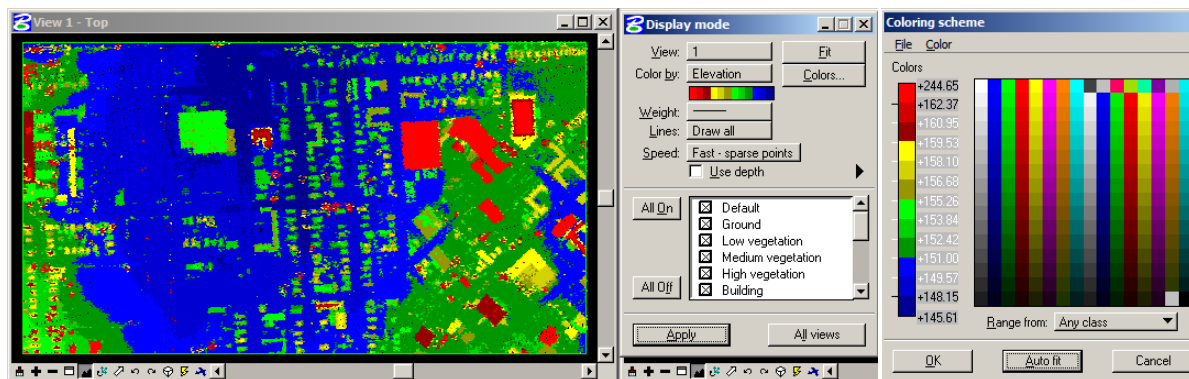 View 1 - Top
Display mode
View: 1
Fit
Color by: Elevation
Colors...
Weight:
Lines: Draw all
Speed: Fast - sparse points
Use depth
All On
All Off
Default
Ground
Low vegetation
Medium vegetation
High vegetation
Building
Apply
All views
Coloring scheme
File Color
Colors
+244.65
+162.37
+160.95
+159.53
+158.10
+156.68
+155.26
+153.84
+152.42
+151.00
+149.57
+148.15
+145.61
Range from: Any class
OK
Auto fit
Cancel